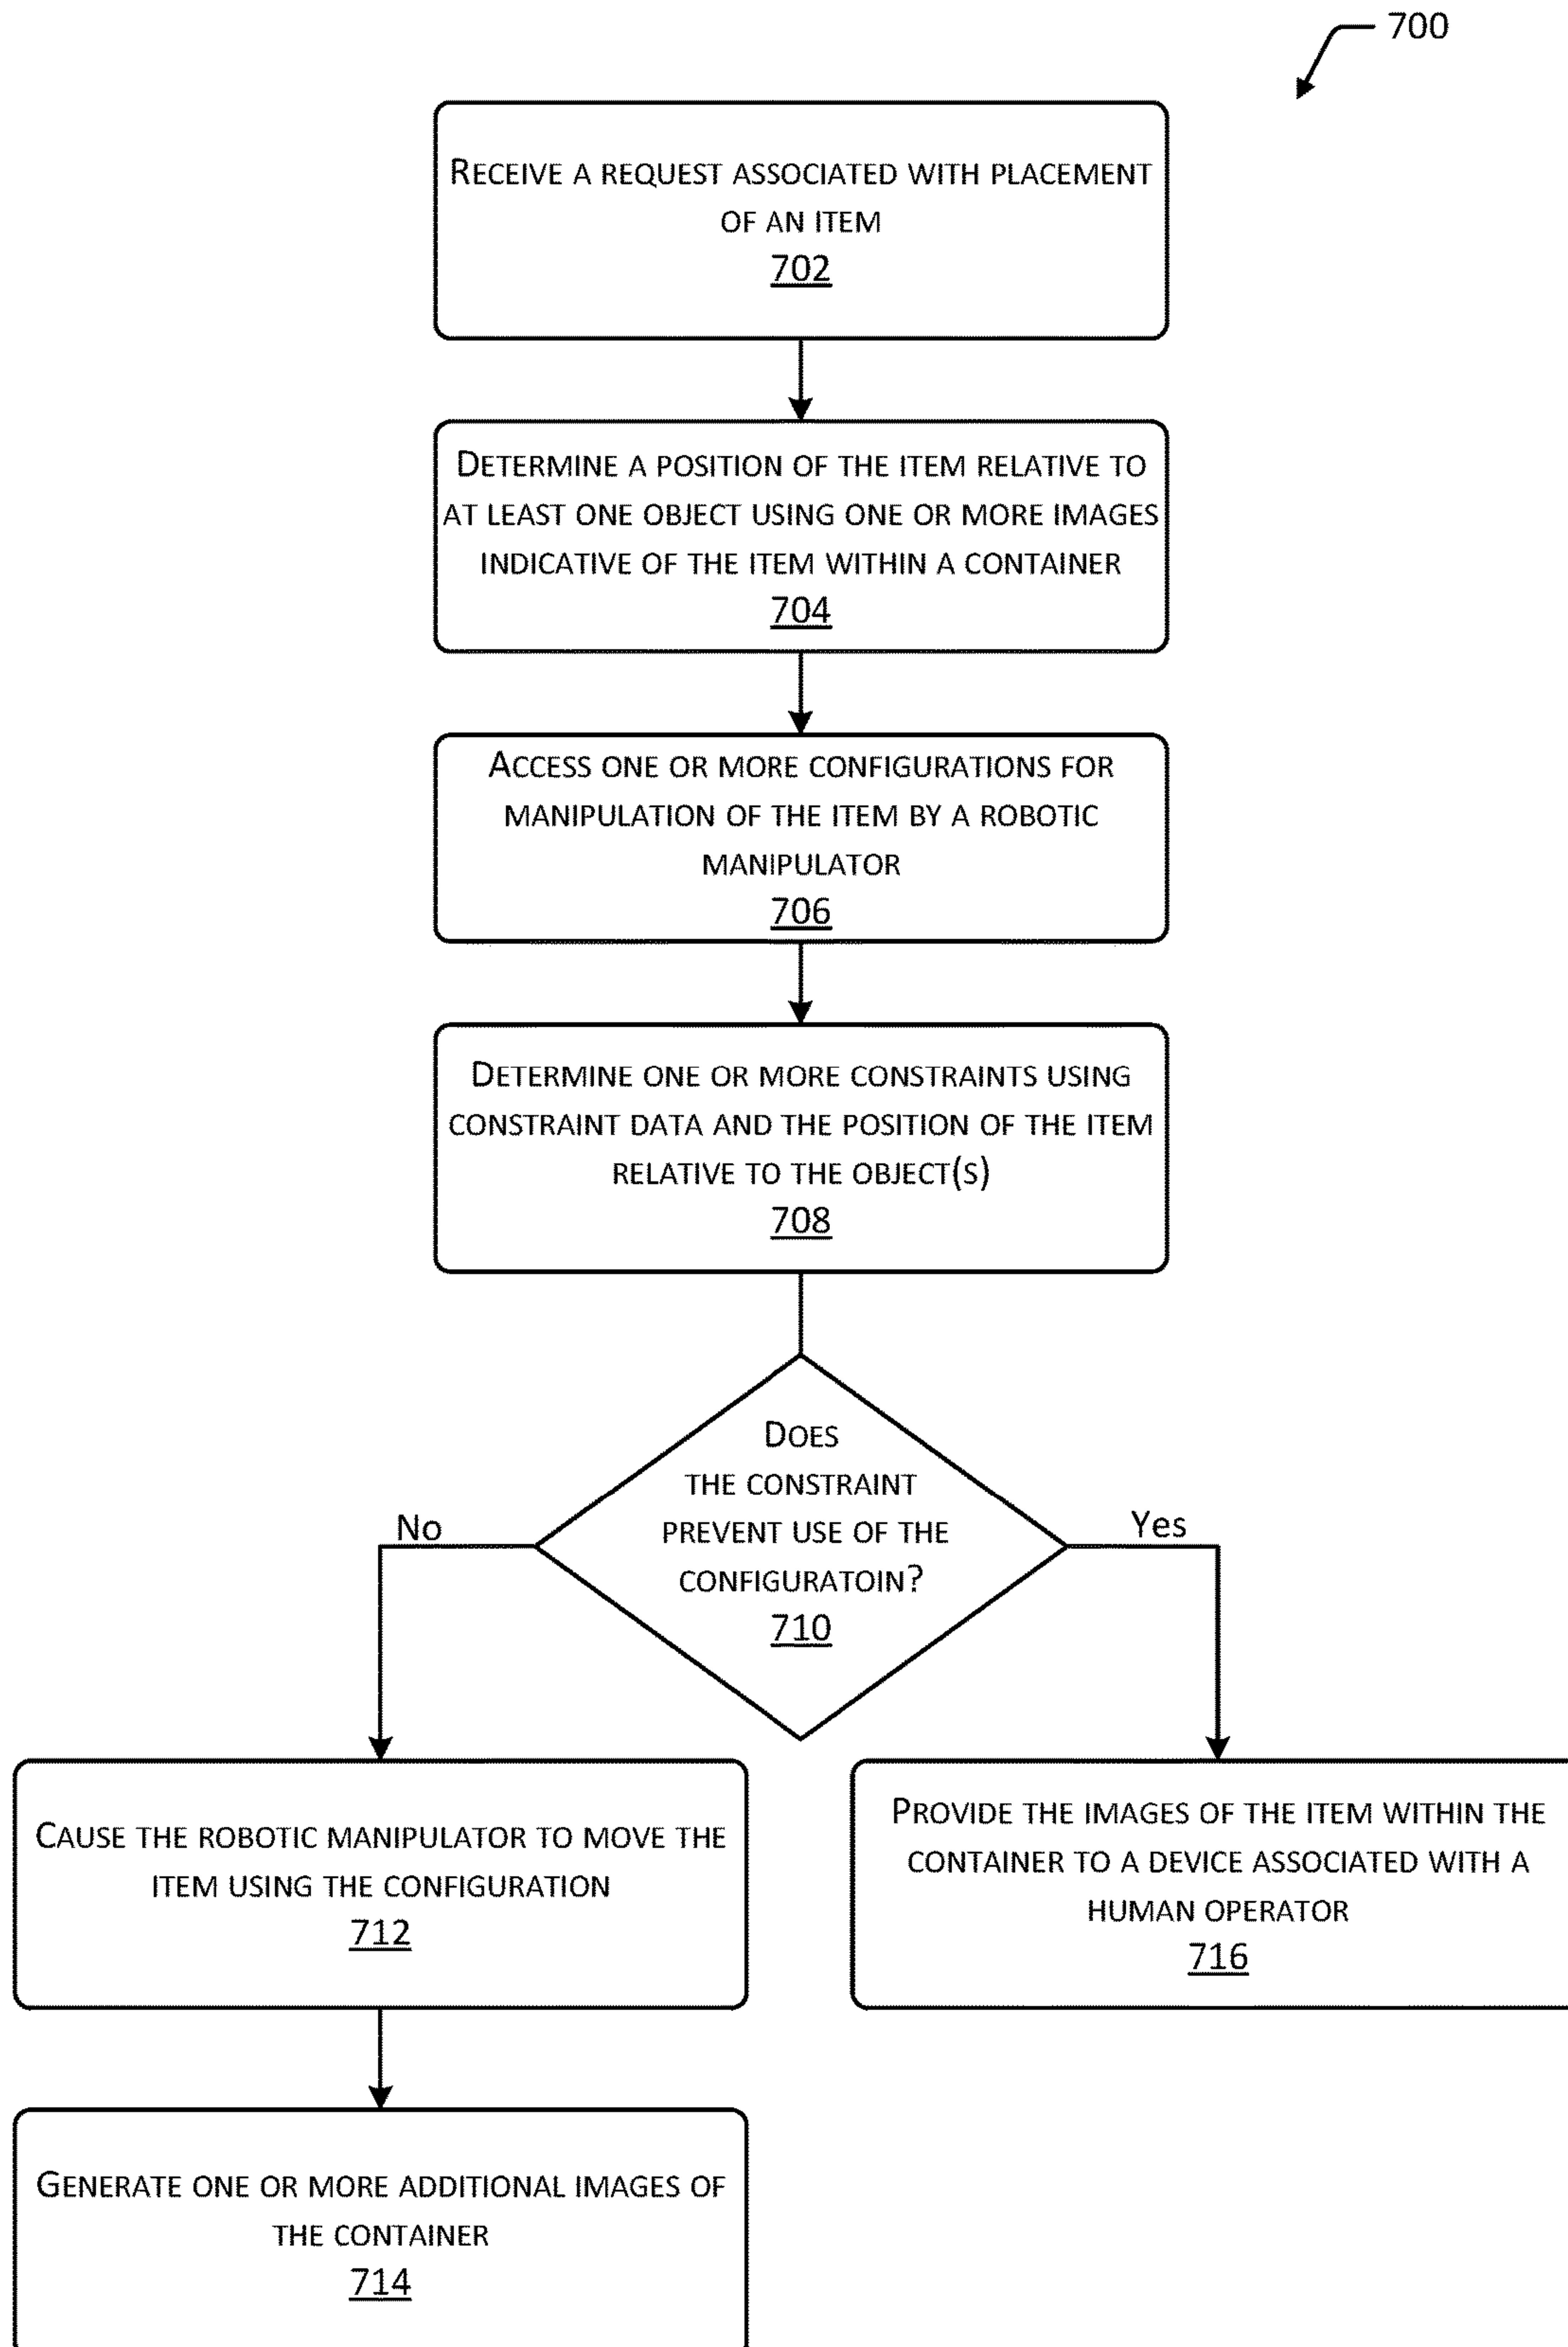 700
RECEIVE A REQUEST ASSOCIATED WITH PLACEMENT
OF AN ITEM
702
DETERMINE A POSITION OF THE ITEM RELATIVE TO
AT LEAST ONE OBJECT USING ONE OR MORE IMAGES
INDICATIVE OF THE ITEM WITHIN A CONTAINER
704
ACCESS ONE OR MORE CONFIGURATIONS FOR
MANIPULATION OF THE ITEM BY A ROBOTIC
MANIPULATOR
706
DETERMINE ONE OR MORE CONSTRAINTS USING
CONSTRAINT DATA AND THE POSITION OF THE ITEM
RELATIVE TO THE OBJECT(S)
708
DOES
THE CONSTRAINT
PREVENT USE OF THE
CONFIGURATOIN?
710
No
Yes
CAUSE THE ROBOTIC MANIPULATOR TO MOVE THE
ITEM USING THE CONFIGURATION
712
PROVIDE THE IMAGES OF THE ITEM WITHIN THE
CONTAINER TO A DEVICE ASSOCIATED WITH A
HUMAN OPERATOR
716
GENERATE ONE OR MORE ADDITIONAL IMAGES OF
THE CONTAINER
714